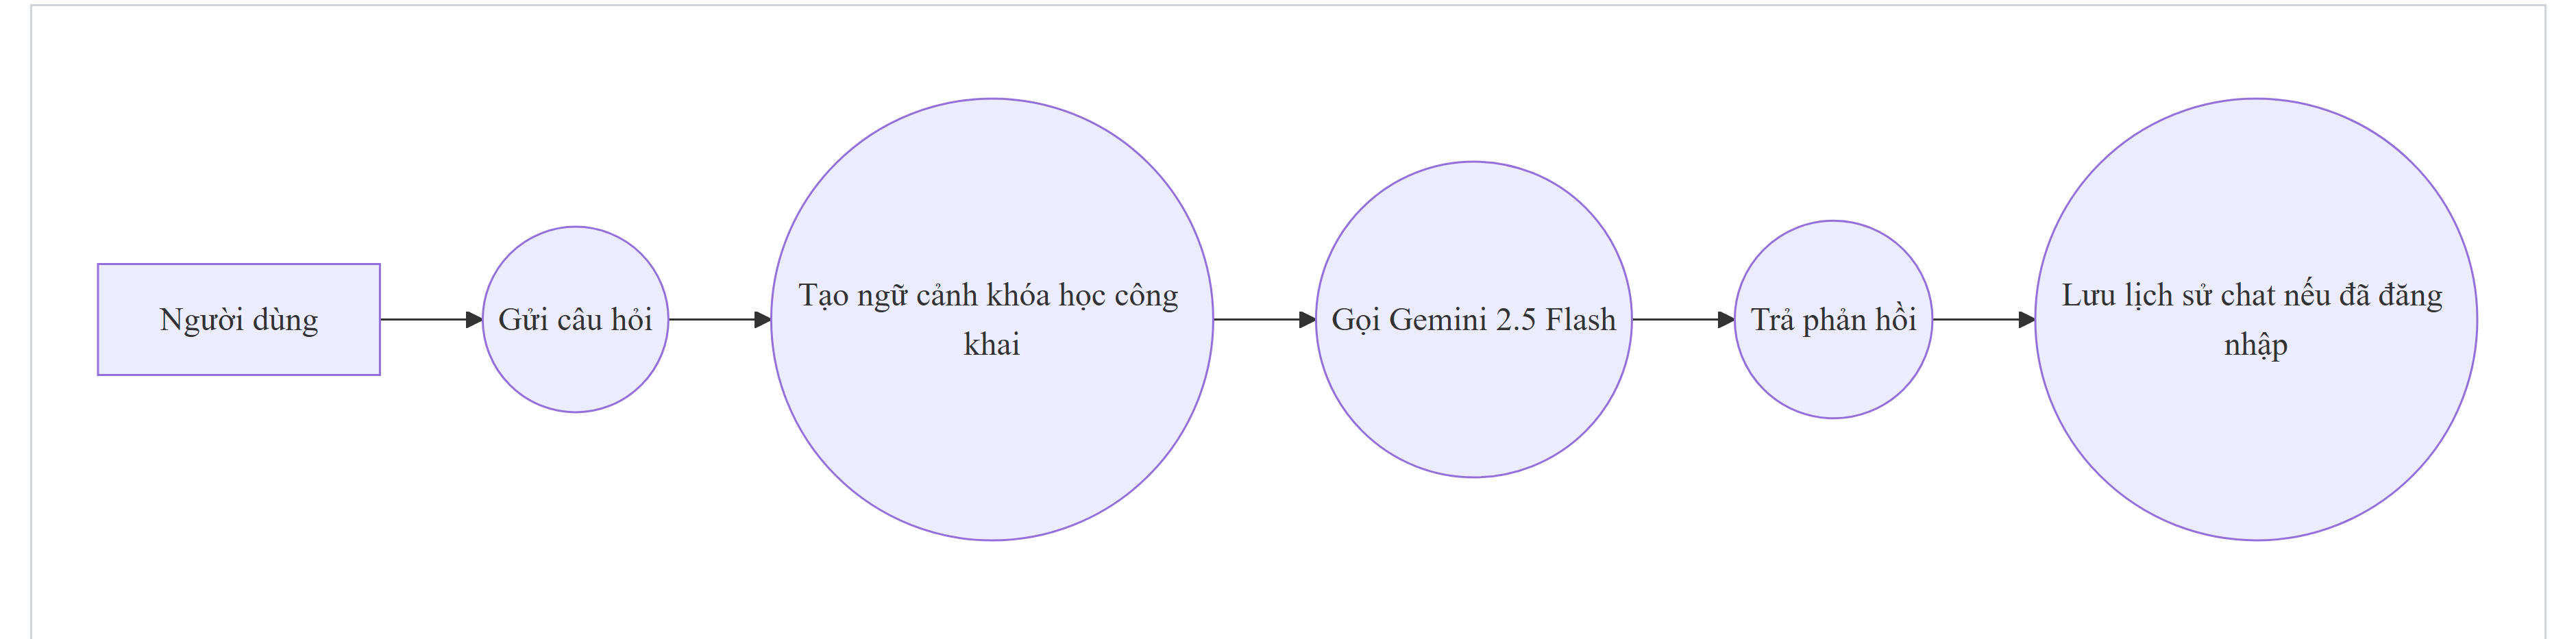 Người dùng
Gửi câu hỏi
Tạo ngữ cảnh khóa học công
khai
Gọi Gemini 2.5 Flash
Trả phản hồi
Lưu lịch sử chat nếu đã đăng
nhập